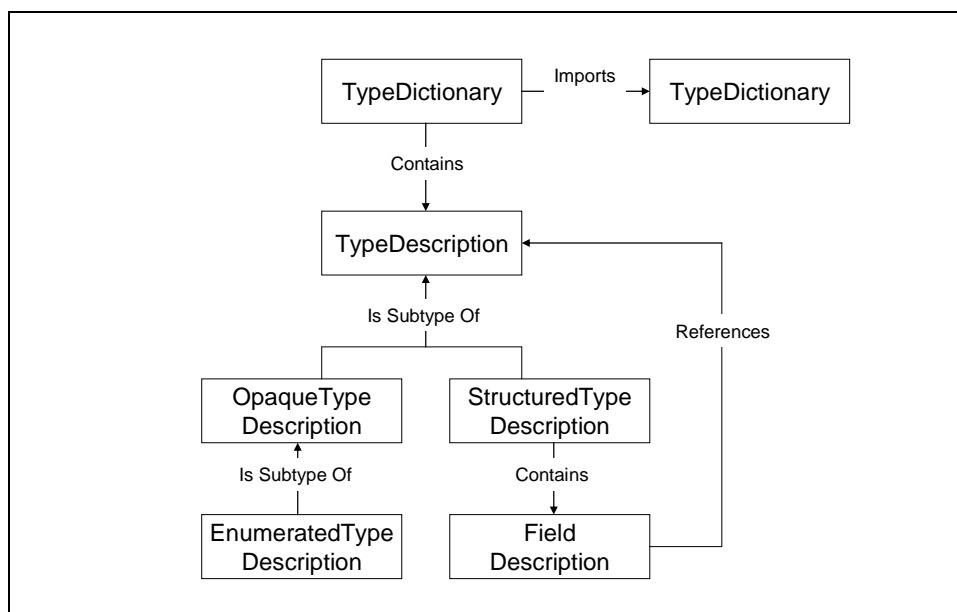 TypeDictionary
Imports
TypeDictionary
Contains
TypeDescription
Is Subtype Of
References
OpaqueType
Description
StructuredType
Description
Is Subtype Of
Contains
EnumeratedType
Description
Field
Description